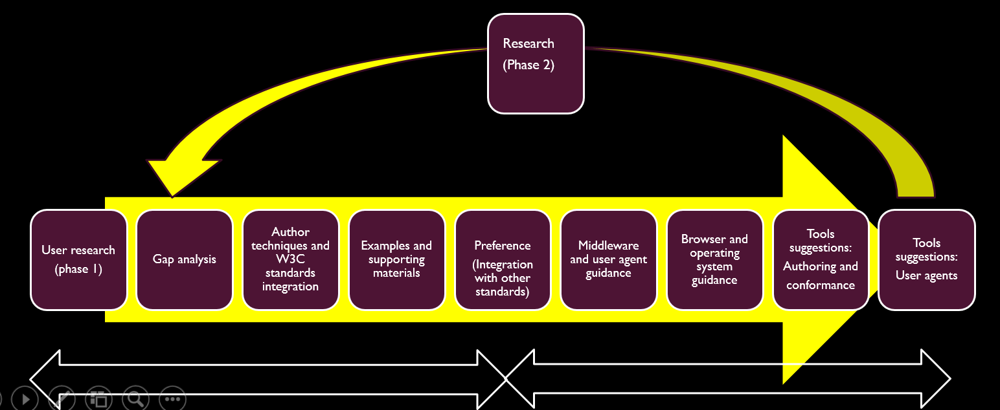 Research
(Phase 2)
User research
(phase 1)
Gap analysis
Author
techniques and
W3C
standards
integration
Examples and
supporting
materials
Preference
(Integration
with other
standards)
Middleware
and user agent
guidance
Browser and
operating
system
guidance
Tools
suggestions:
Authoring and
conformance
Tools
suggestions:
User agents